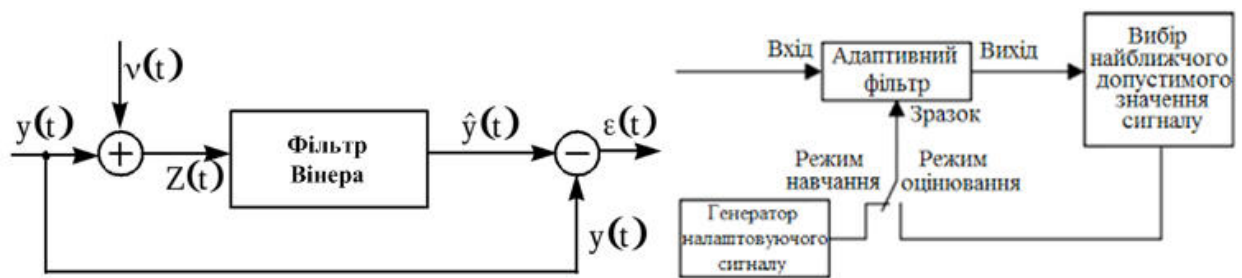 ν(t)
y(t)
Z(t)
Фільтр
Вінера
ŷ(t)
ε(t)
y(t)
Вхід
Адаптивний
фільтр
Вихід
Вибір
найближчого
допустимого
значення
сигналу
Зразок
Режим
навчання
Режим
оцінювання
Генератор
налаштовуючого
сигналу